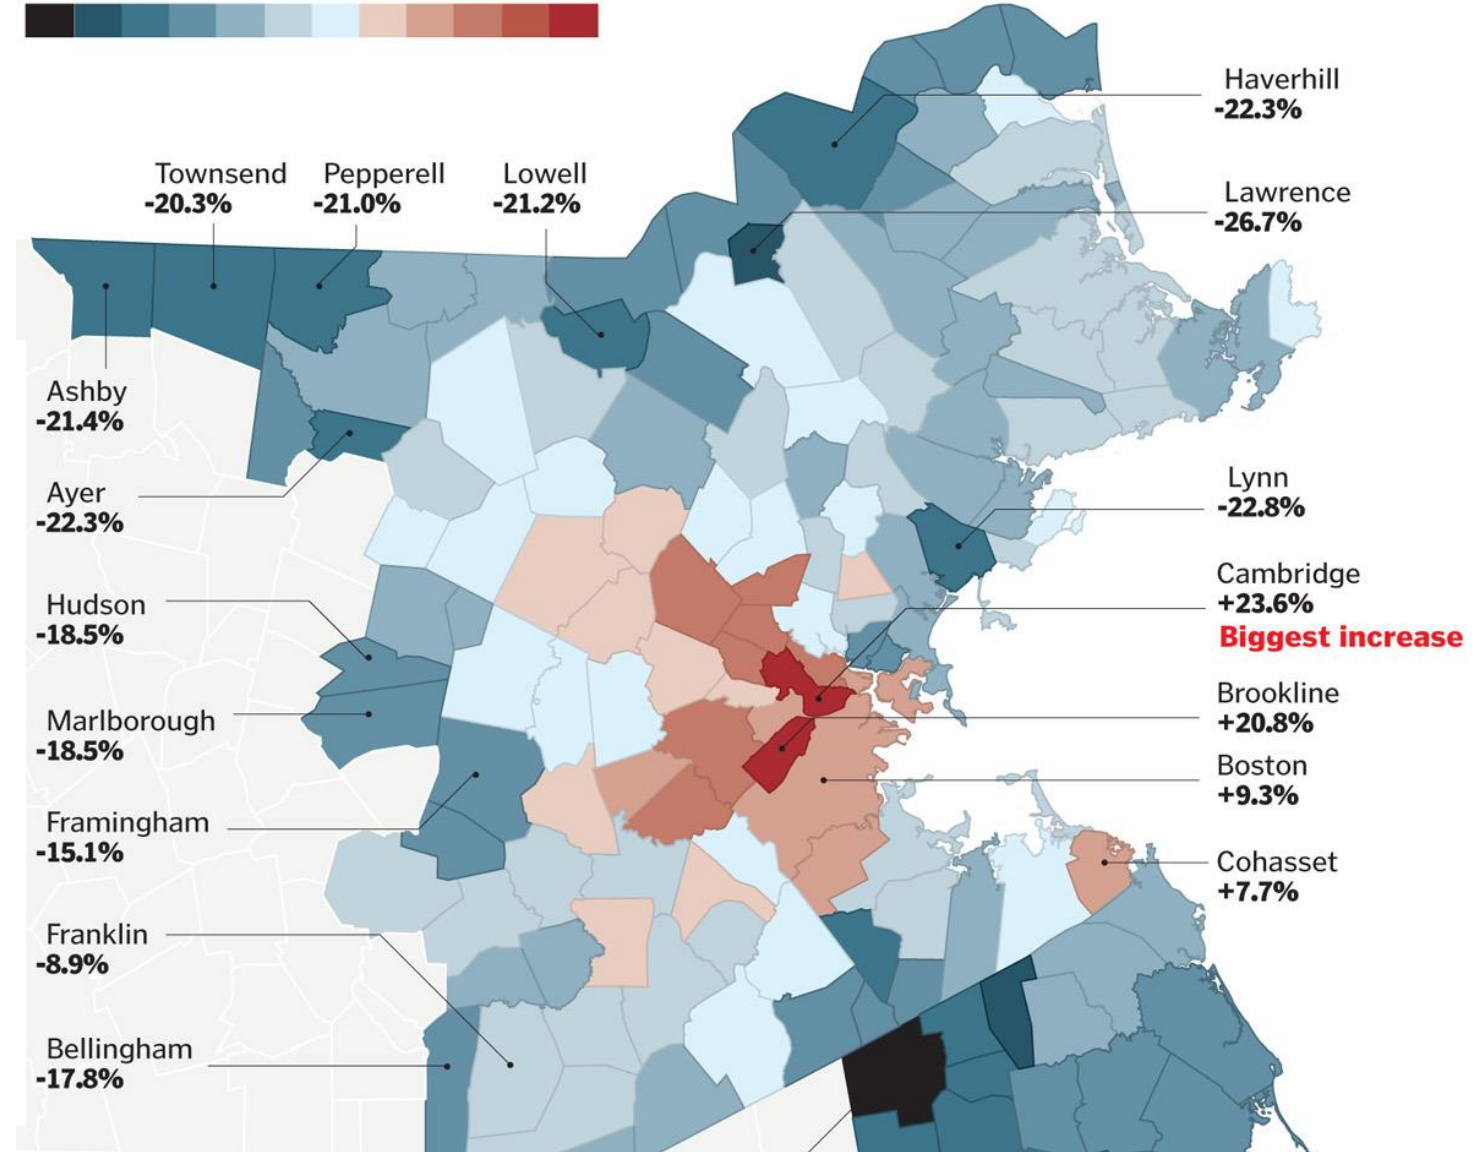 Haverhill
-22.3%
Townsend
-20.3%
Pepperell
-21.0%
Lowell
-21.2%
Lawrence
-26.7%
Ashby
-21.4%
Ayer
-22.3%
Lynn
-22.8%
Cambridge
+23.6%
Biggest increase
Hudson
-18.5%
Brookline
+20.8%
Marlborough
-18.5%
Boston
+9.3%
Framingham
-15.1%
Cohasset
+7.7%
Franklin
-8.9%
Bellingham
-17.8%